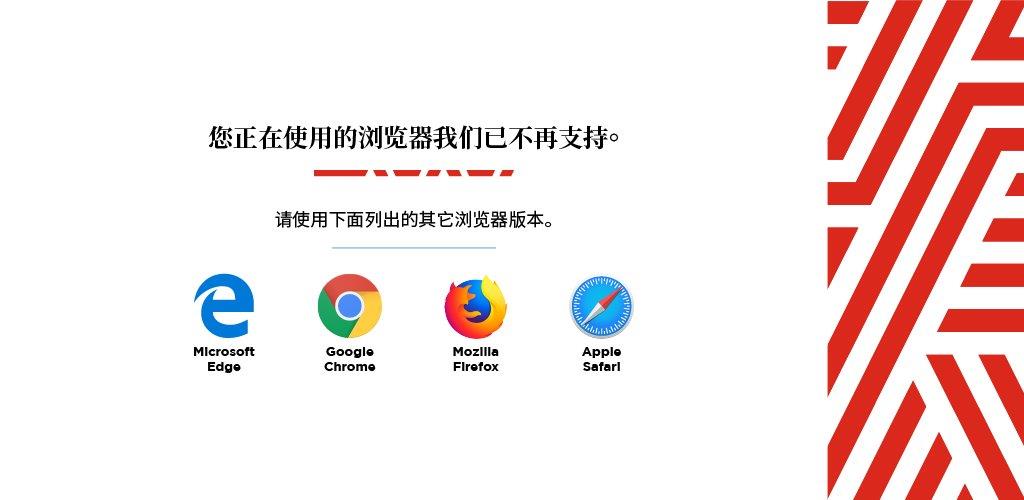 您正在使用的浏览器我们已不再支持。
请使用下面列出的其它浏览器版本。
Microsoft
Edge
Google
Chrome
Mozilla
Firefox
Apple
Safari